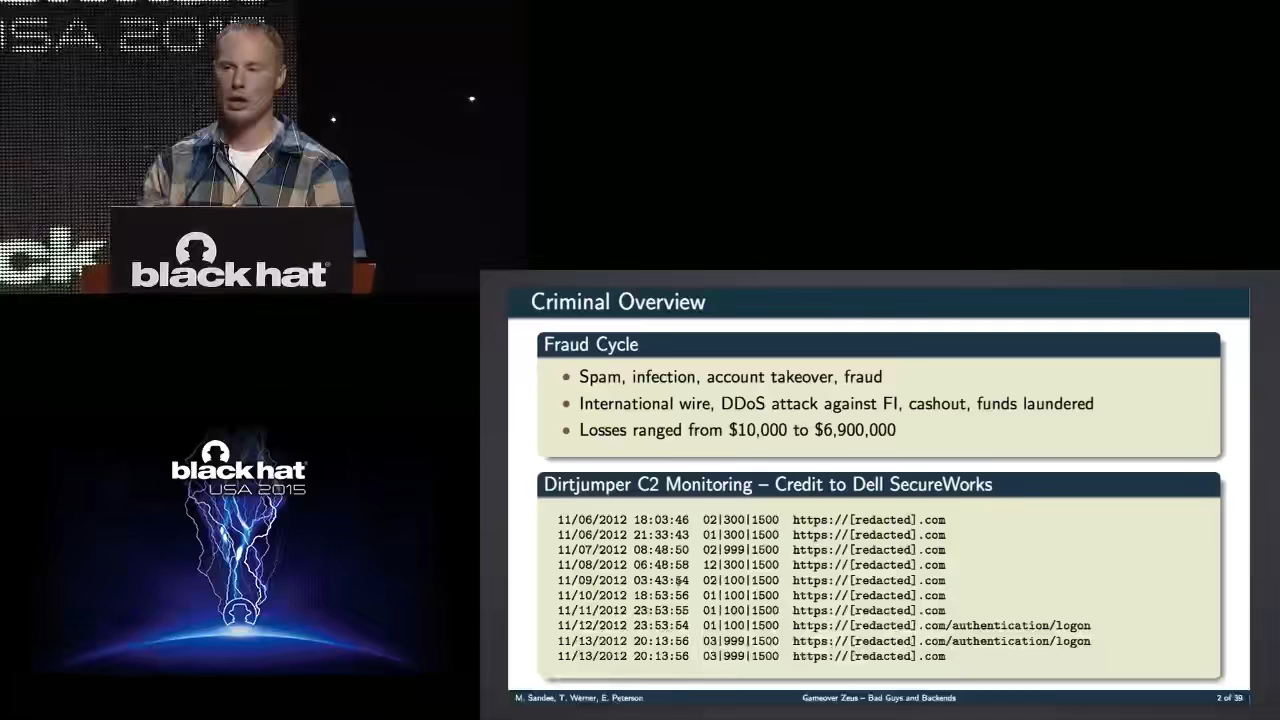 USA 201
ck
black hat
black hat
USA 2015
Criminal Overview
Fraud Cycle
Spam, infection, account takeover, fraud
International wire, DDoS attack against FI, cashout, funds laundered
Losses ranged from $10,000 to $6,900,000
Dirtjumper C2 Monitoring – Credit to Dell SecureWorks
11/06/2012 18:03:46 02|300|1500 https://[redacted].com
11/06/2012 21:33:43 01|300|1500 https://[redacted].com
11/07/2012 08:48:50 02|999|1500 https://[redacted].com
11/08/2012 06:48:58 12|300|1500 https://[redacted].com
11/09/2012 03:43:54 02|100|1500 https://[redacted].com
11/10/2012 18:53:56 01|100|1500 https://[redacted].com
11/11/2012 23:53:55 01|100|1500 https://[redacted].com
11/12/2012 23:53:54 01|100|1500 https://[redacted].com/authentication/logon
11/13/2012 20:13:56 03|999|1500 https://[redacted].com/authentication/logon
11/13/2012 20:13:56 03|999|1500 https://[redacted].com
M. Sandee, T. Werner, E. Peterson
Gameover Zeus – Bad Guys and Backends
2 of 39